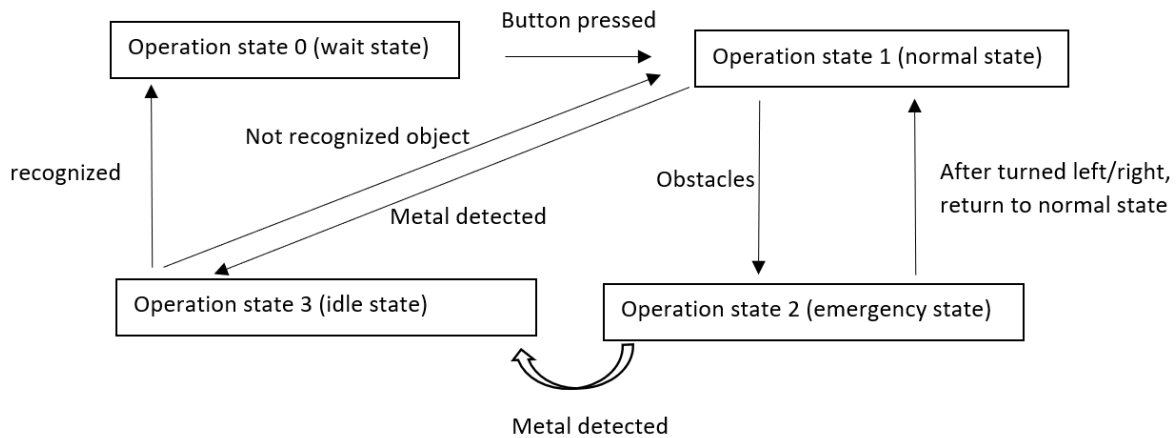 Button pressed
Operation state 0 (wait state)
Operation state 1 (normal state)
Not recognized object
recognized
Obstacles
After turned left/right,
return to normal state
Metal detected
Operation state 3 (idle state)
Operation state 2 (emergency state)
Metal detected